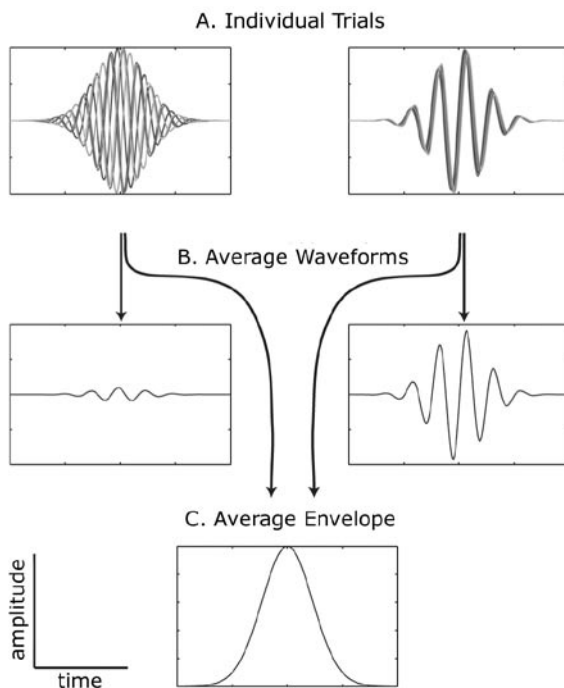 A. Individual Trials
B. Average Waveforms
C. Average Envelope
amplitude
time